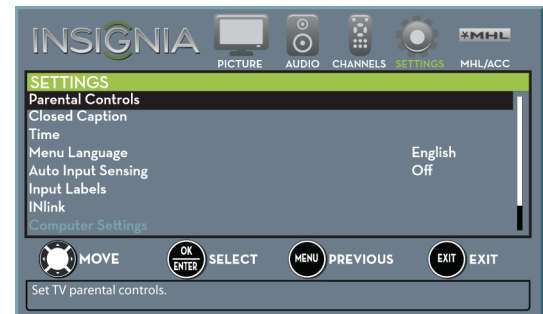 INSIGNIA
PICTURE AUDIO CHANNELS SETTINGS MHL/ACC
MHL
SETTINGS
Parental Controls
Closed Caption
Time
Menu Language English
Auto Input Sensing Off
Input Labels
INlink
Computer Settings
MOVE OK ENTER SELECT MENU PREVIOUS EXIT EXIT
Set TV parental controls.